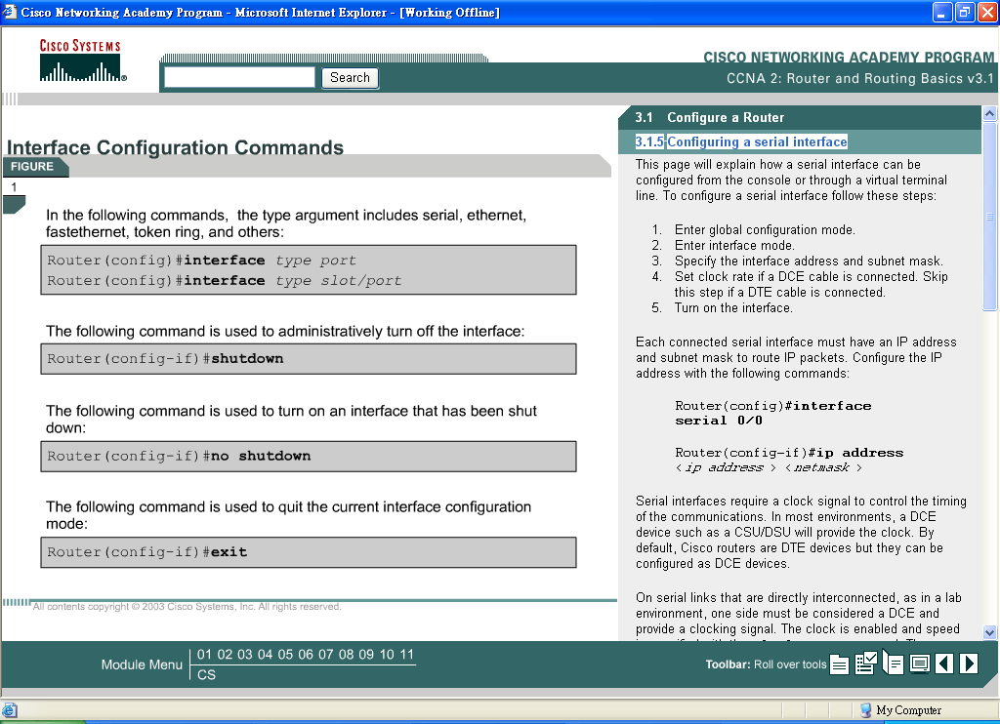 Cisco Networking Academy Program - Microsoft Internet Explorer - [Working Offline]
CISCO SYSTEMS
Search
CISCO NETWORKING ACADEMY PROGRAM
CCNA 2: Router and Routing Basics v3.1
Interface Configuration Commands
FIGURE
1
In the following commands, the type argument includes serial, ethernet,
fastethernet, token ring, and others:
Router(config)#interface type port
Router(config)#interface type slot/port
The following command is used to administratively turn off the interface:
Router(config-if)#shutdown
The following command is used to turn on an interface that has been shut
down:
Router(config-if)#no shutdown
The following command is used to quit the current interface configuration
mode:
Router(config-if)#exit
All contents copyright © 2003 Cisco Systems, Inc. All rights reserved.
3.1 Configure a Router
3.1.5 Configuring a serial interface
This page will explain how a serial interface can be
configured from the console or through a virtual terminal
line. To configure a serial interface follow these steps:
1. Enter global configuration mode.
2. Enter interface mode.
3. Specify the interface address and subnet mask.
4. Set clock rate if a DCE cable is connected. Skip
this step if a DTE cable is connected.
5. Turn on the interface.
Each connected serial interface must have an IP address
and subnet mask to route IP packets. Configure the IP
address with the following commands:
Router(config)#interface
serial 0/0
Router(config-if)#ip address
< ip address > < netmask >
Serial interfaces require a clock signal to control the timing
of the communications. In most environments, a DCE
device such as a CSU/DSU will provide the clock. By
default, Cisco routers are DTE devices but they can be
configured as DCE devices.
On serial links that are directly interconnected, as in a lab
environment, one side must be considered a DCE and
provide a clocking signal. The clock is enabled and speed
Module Menu
01 02 03 04 05 06 07 08 09 10 11
CS
Toolbar: Roll over tools
My Computer